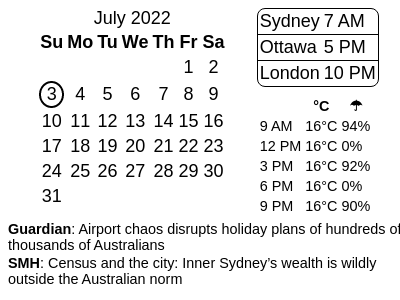 July 2022
Su Mo Tu We Th Fr Sa
1 2
3 4 5 6 7 8 9
10 11 12 13 14 15 16
17 18 19 20 21 22 23
24 25 26 27 28 29 30
31
Sydney 7 AM
Ottawa 5 PM
London 10 PM
°C ☂
9 AM 16°C 94%
12 PM 16°C 0%
3 PM 16°C 92%
6 PM 16°C 0%
9 PM 16°C 90%
Guardian: Airport chaos disrupts holiday plans of hundreds of
thousands of Australians
SMH: Census and the city: Inner Sydney's wealth is wildly
outside the Australian norm